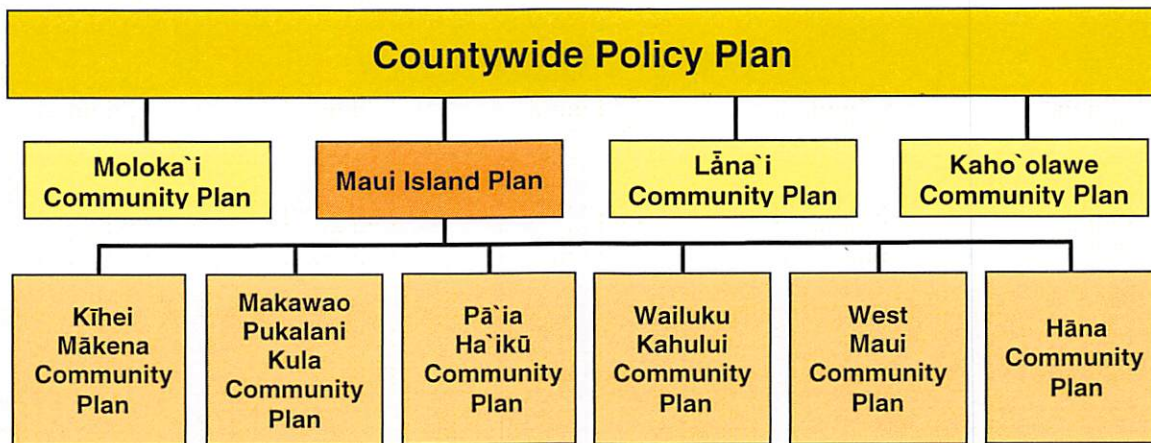 Countywide Policy Plan
Moloka`i
Community Plan
Maui Island Plan
Lāna`i
Community Plan
Kaho`olawe
Community Plan
Kīhei
Mākena
Community
Plan
Makawao
Pukalani
Kula
Community
Plan
Pā`ia
Ha`ikū
Community
Plan
Wailuku
Kahului
Community
Plan
West
Maui
Community
Plan
Hāna
Community
Plan